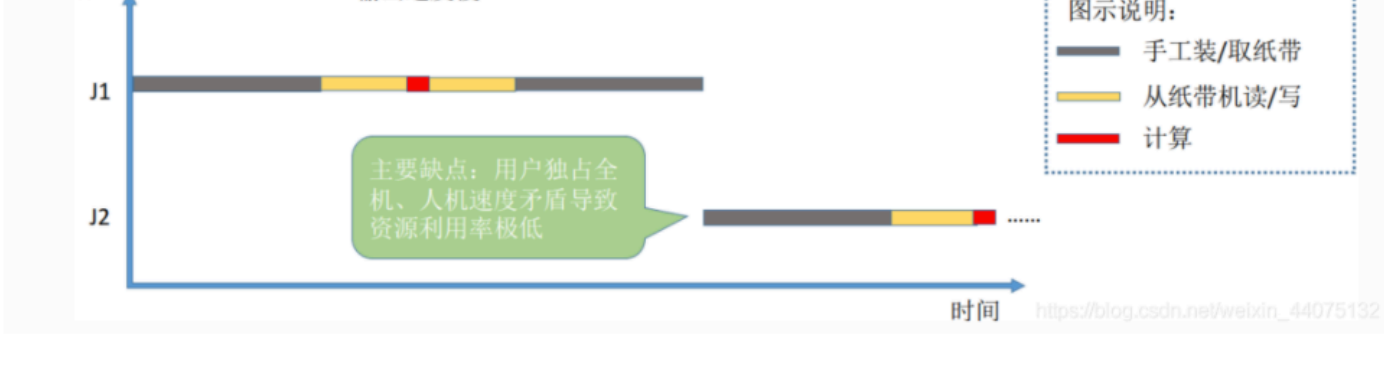 图示说明：
手工装/取纸带
J1
从纸带机读/写
计算
主要缺点：用户独占全
机、人机速度矛盾导致
资源利用率极低
J2
......
时间
https://blog.csdn.net/weixin_44075132